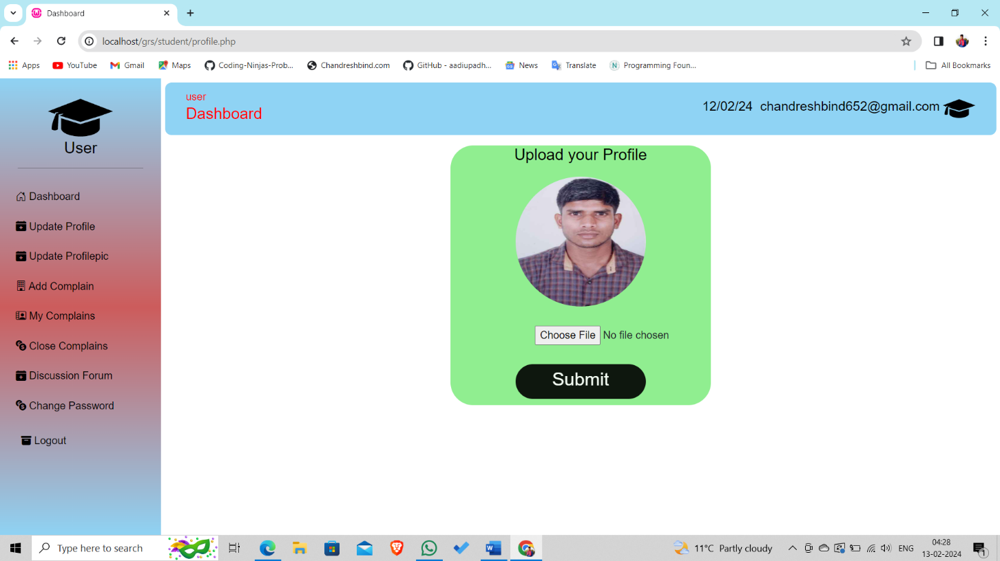 Dashboard
localhost/grs/student/profile.php
Apps YouTube Gmail Maps Coding-Ninjas-Prob... Chandreshbind.com GitHub - aadiupadh... News Translate Programming Foun... All Bookmarks
User
Dashboard
Update Profile
Update Profilepic
Add Complain
My Complains
Close Complains
Discussion Forum
Change Password
Logout
user
Dashboard
12/02/24 chandreshbind652@gmail.com
Upload your Profile
Choose File No file chosen
Submit
Type here to search
11°C Partly cloudy
ENG
04:28
13-02-2024
1